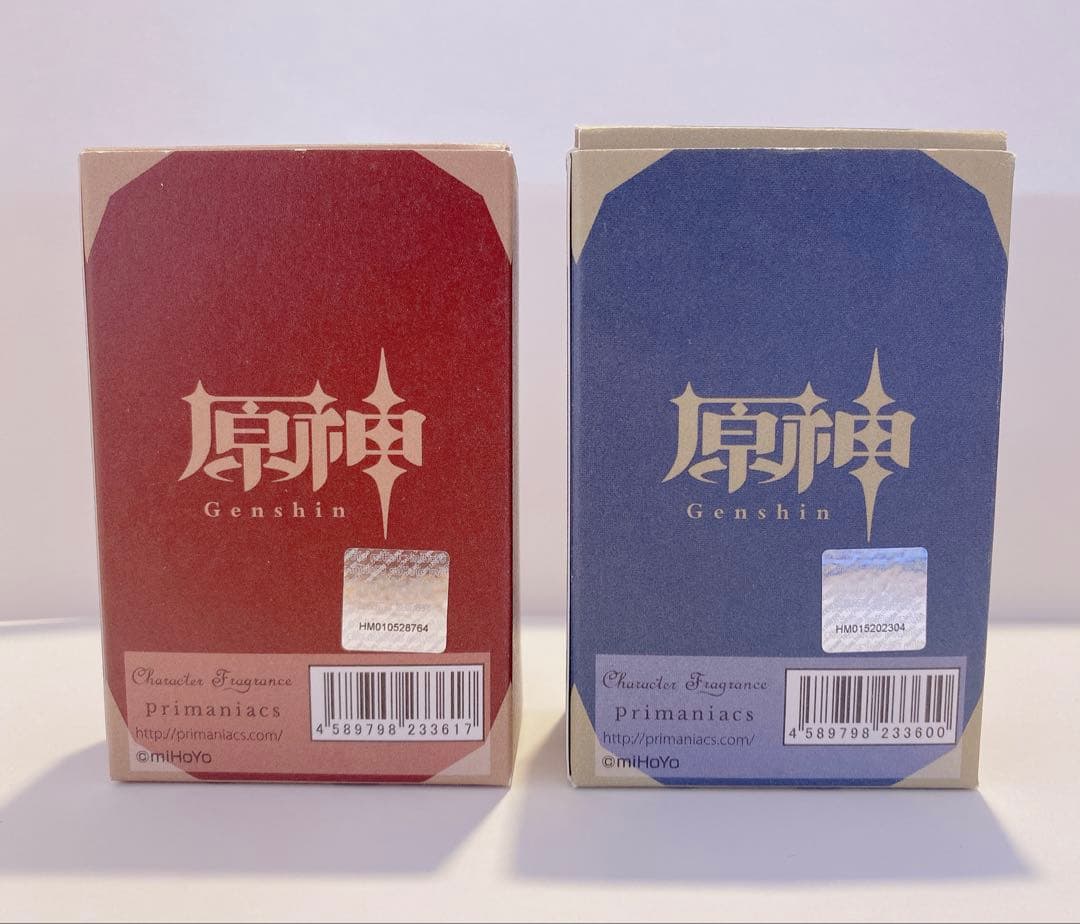 原神
Genshin
HM010528764
Character Fragrance
primaniacs
http://primaniacs.com/
©miHoYo
4 589798 233617
原神
Genshin
HM015202304
Character Fragrance
primaniacs
http://primaniacs.com/
©miHoYo
4 589798 233600